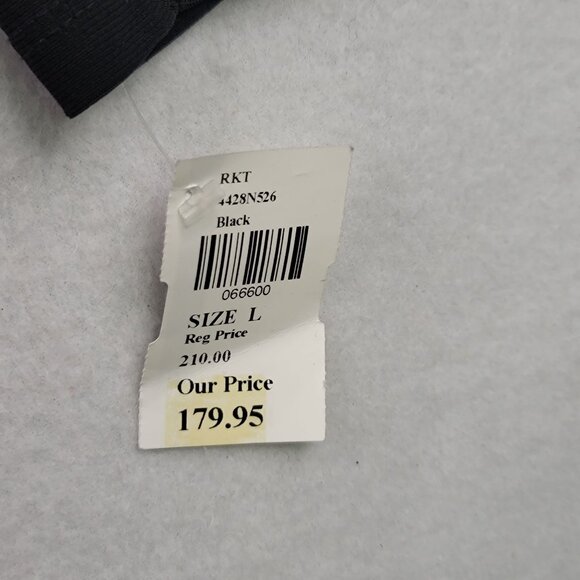 RKT
4428N526
Black
066600
SIZE L
Reg Price
210.00
Our Price
179.95